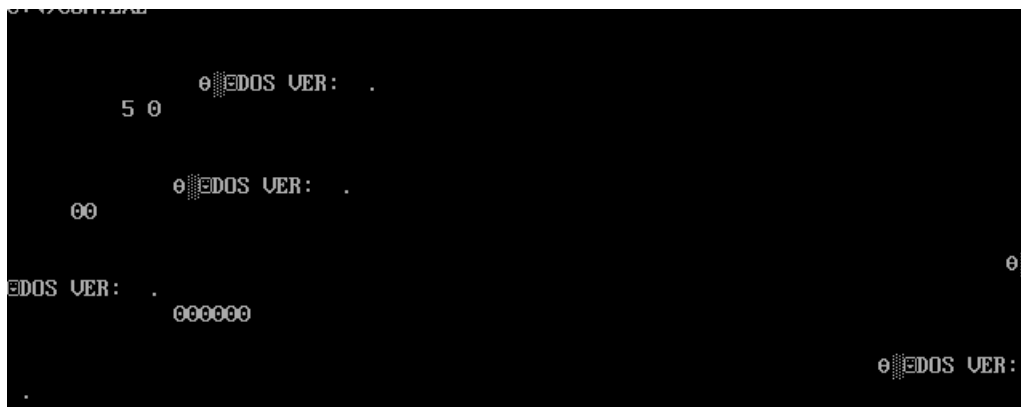 θ░☺DOS VER:  .
5 0
θ░☺DOS VER:  .
00
θ
☺DOS VER:  .
000000
θ░☺DOS VER:
.